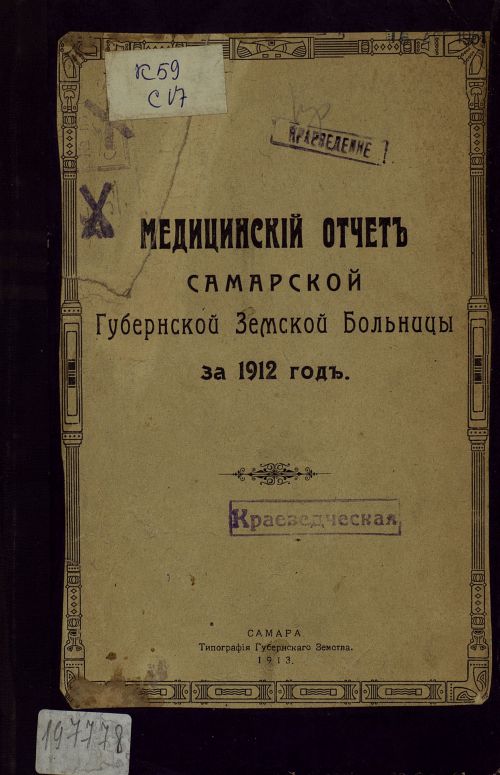 К59
С17
КРАЕВЕДЕНИЕ
МЕДИЦИНСКІЙ ОТЧЕТЪ
САМАРСКОЙ
Губернской Земской Больницы
за 1912 годъ.
Краеведческая
САМАРА
Типографія Губернскаго Земства.
1913.
197778